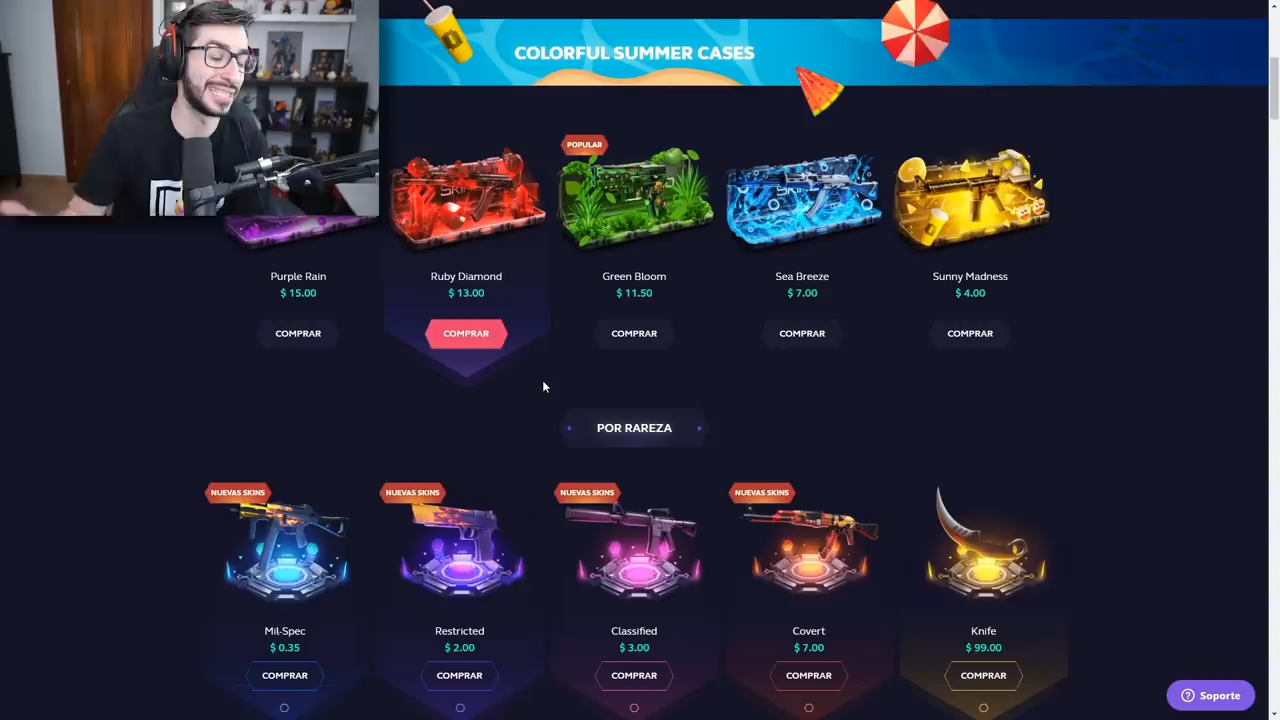 COLORFUL SUMMER CASES
POPULAR
Purple Rain
$ 15.00
COMPRAR
Ruby Diamond
$ 13.00
COMPRAR
Green Bloom
$ 11.50
COMPRAR
Sea Breeze
$ 7.00
COMPRAR
Sunny Madness
$ 4.00
COMPRAR
POR RAREZA
NUEVAS SKINS
Mil-Spec
$ 0.35
COMPRAR
NUEVAS SKINS
Restricted
$ 2.00
COMPRAR
NUEVAS SKINS
Classified
$ 3.00
COMPRAR
NUEVAS SKINS
Covert
$ 7.00
COMPRAR
Knife
$ 99.00
COMPRAR
Soporte